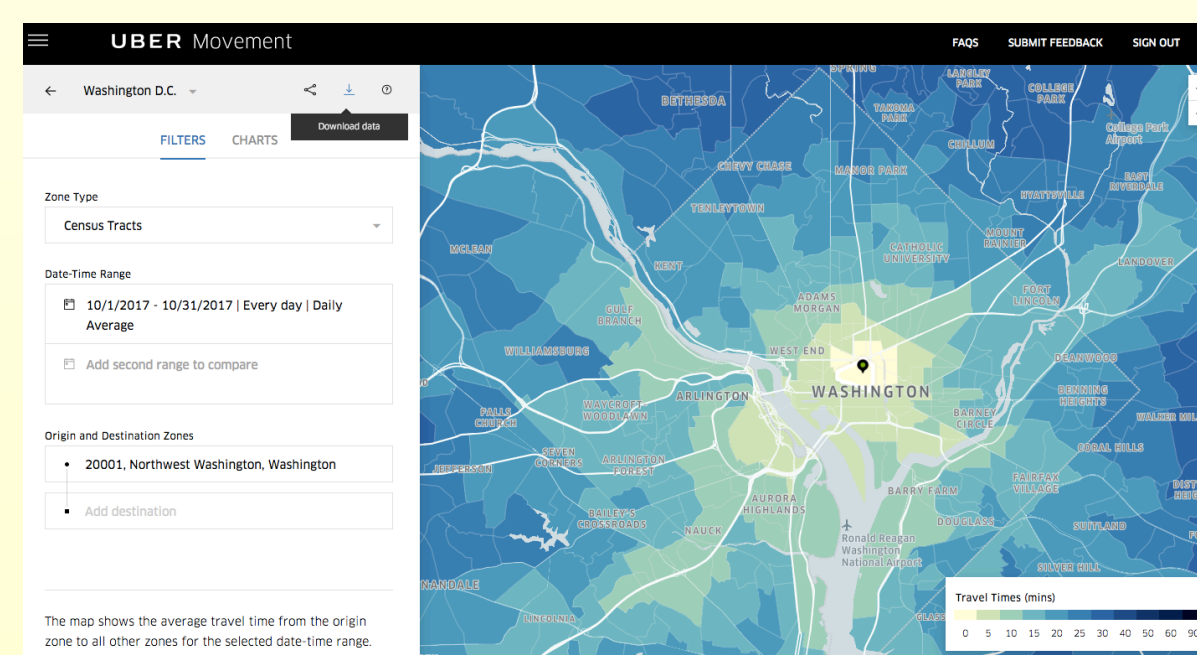 UBER Movement
FAQS SUBMIT FEEDBACK SIGN OUT
Washington D.C.
Download data
FILTERS CHARTS
Zone Type
Census Tracts
Date-Time Range
10/1/2017 - 10/31/2017 | Every day | Daily
Average
Add second range to compare
Origin and Destination Zones
20001, Northwest Washington, Washington
Add destination
The map shows the average travel time from the origin
zone to all other zones for the selected date-time range.
SPRING
LANGLEY
PARK
COLLEGE
PARK
BETHESDA
TAKOMA
PARK
College Park
Airport
CHILLUM
CHEVY CHASE
MANOR PARK
EAST
RIVERDALE
HYATTSVILLE
TENLEYTOWN
MOUNT
RAINIER
MCLEAN
CATHOLIC
UNIVERSITY
KENT
LANDOVER
FORT
LINCOLN
ADAMS
MORGAN
GULF
BRANCH
WILLIAMSBURG
WEST END
DEANWOOD
WASHINGTON
ARLINGTON
BENNING
HEIGHTS
WAYCROFT-
WOODLAWN
FALLS
CHURCH
BARNEY
CIRCLE
WALKER MIL
CORAL HILLS
SEVEN
CORNERS
ARLINGTON
FOREST
JEFFERSON
FAIRFAX
VILLAGE
BARRY FARM
DIST
HEIG
AURORA
HIGHLANDS
BAILEY'S
CROSSROADS
NAUCK
DOUGLASS
SUITLAND
Ronald Reagan
Washington
National Airport
SILVER HILL
NANDALE
LINCOLNIA
GLASS
Travel Times (mins)
0 5 10 15 20 25 30 40 50 60 90